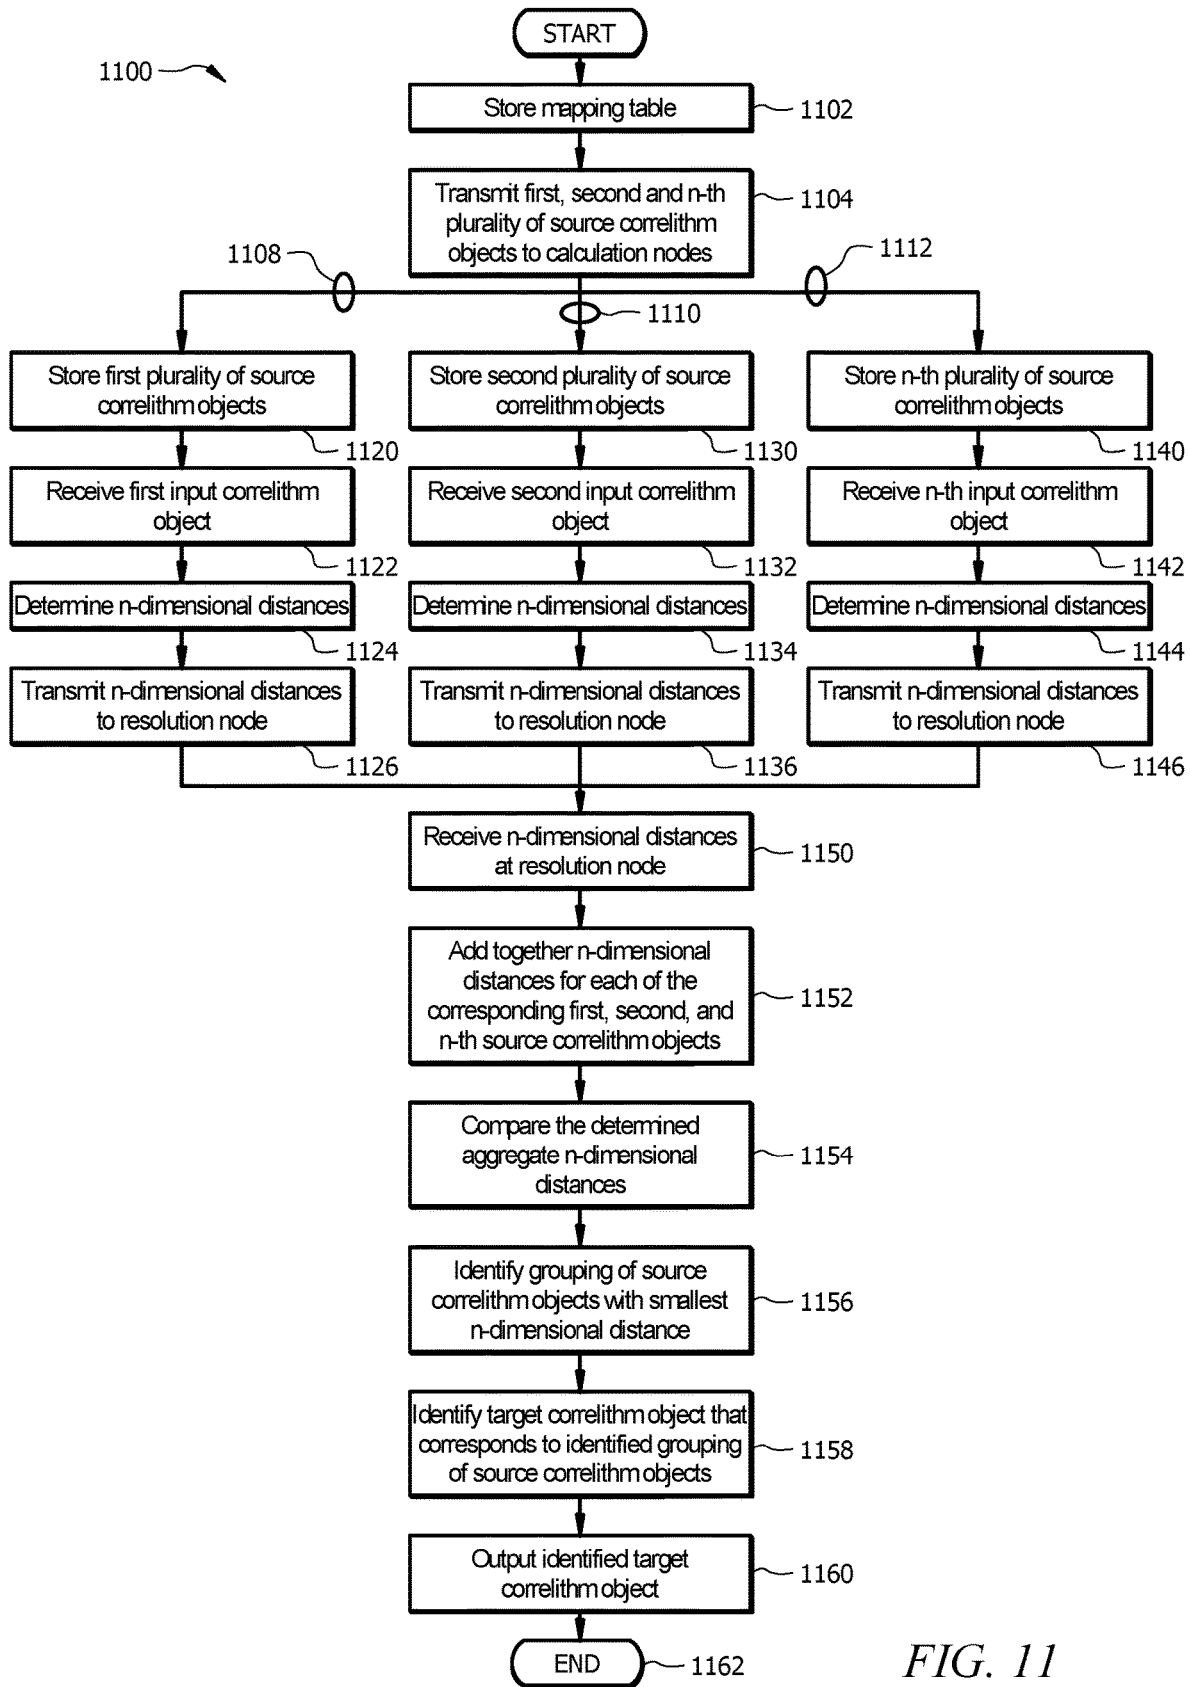 START
1100
Store mapping table
1102
Transmit first, second and n-th
plurality of source correlithm
objects to calculation nodes
1104
1108
1110
1112
Store first plurality of source
correlithm objects
1120
Store second plurality of source
correlithm objects
1130
Store n-th plurality of source
correlithm objects
1140
Receive first input correlithm
object
1122
Receive second input correlithm
object
1132
Receive n-th input correlithm
object
1142
Determine n-dimensional distances
1124
Determine n-dimensional distances
1134
Determine n-dimensional distances
1144
Transmit n-dimensional distances
to resolution node
1126
Transmit n-dimensional distances
to resolution node
1136
Transmit n-dimensional distances
to resolution node
1146
Receive n-dimensional distances
at resolution node
1150
Add together n-dimensional
distances for each of the
corresponding first, second, and
n-th source correlithm objects
1152
Compare the determined
aggregate n-dimensional
distances
1154
Identify grouping of source
correlithm objects with smallest
n-dimensional distance
1156
Identify target correlithm object that
corresponds to identified grouping
of source correlithm objects
1158
Output identified target
correlithm object
1160
END
1162
FIG. 11